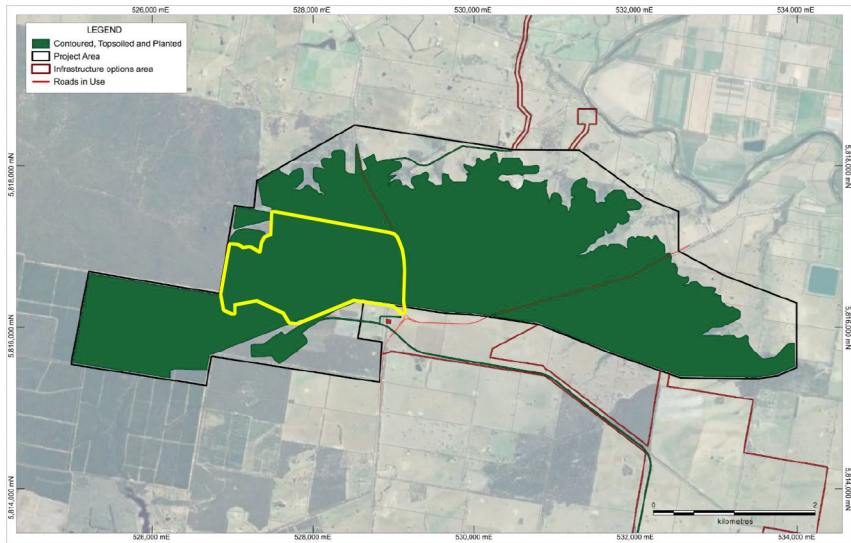 526,000 mE 528,000 mE 530,000 mE 532,000 mE 534,000 mE
LEGEND
Contoured, Topsoiled and Planted
Project Area
Infrastructure options area
Roads in Use
5,818,000 mN 5,818,000 mN
5,816,000 mN 5,816,000 mN
5,814,000 mN 5,814,000 mN
0 2
kilometres
526,000 mE 528,000 mE 530,000 mE 532,000 mE 534,000 mE